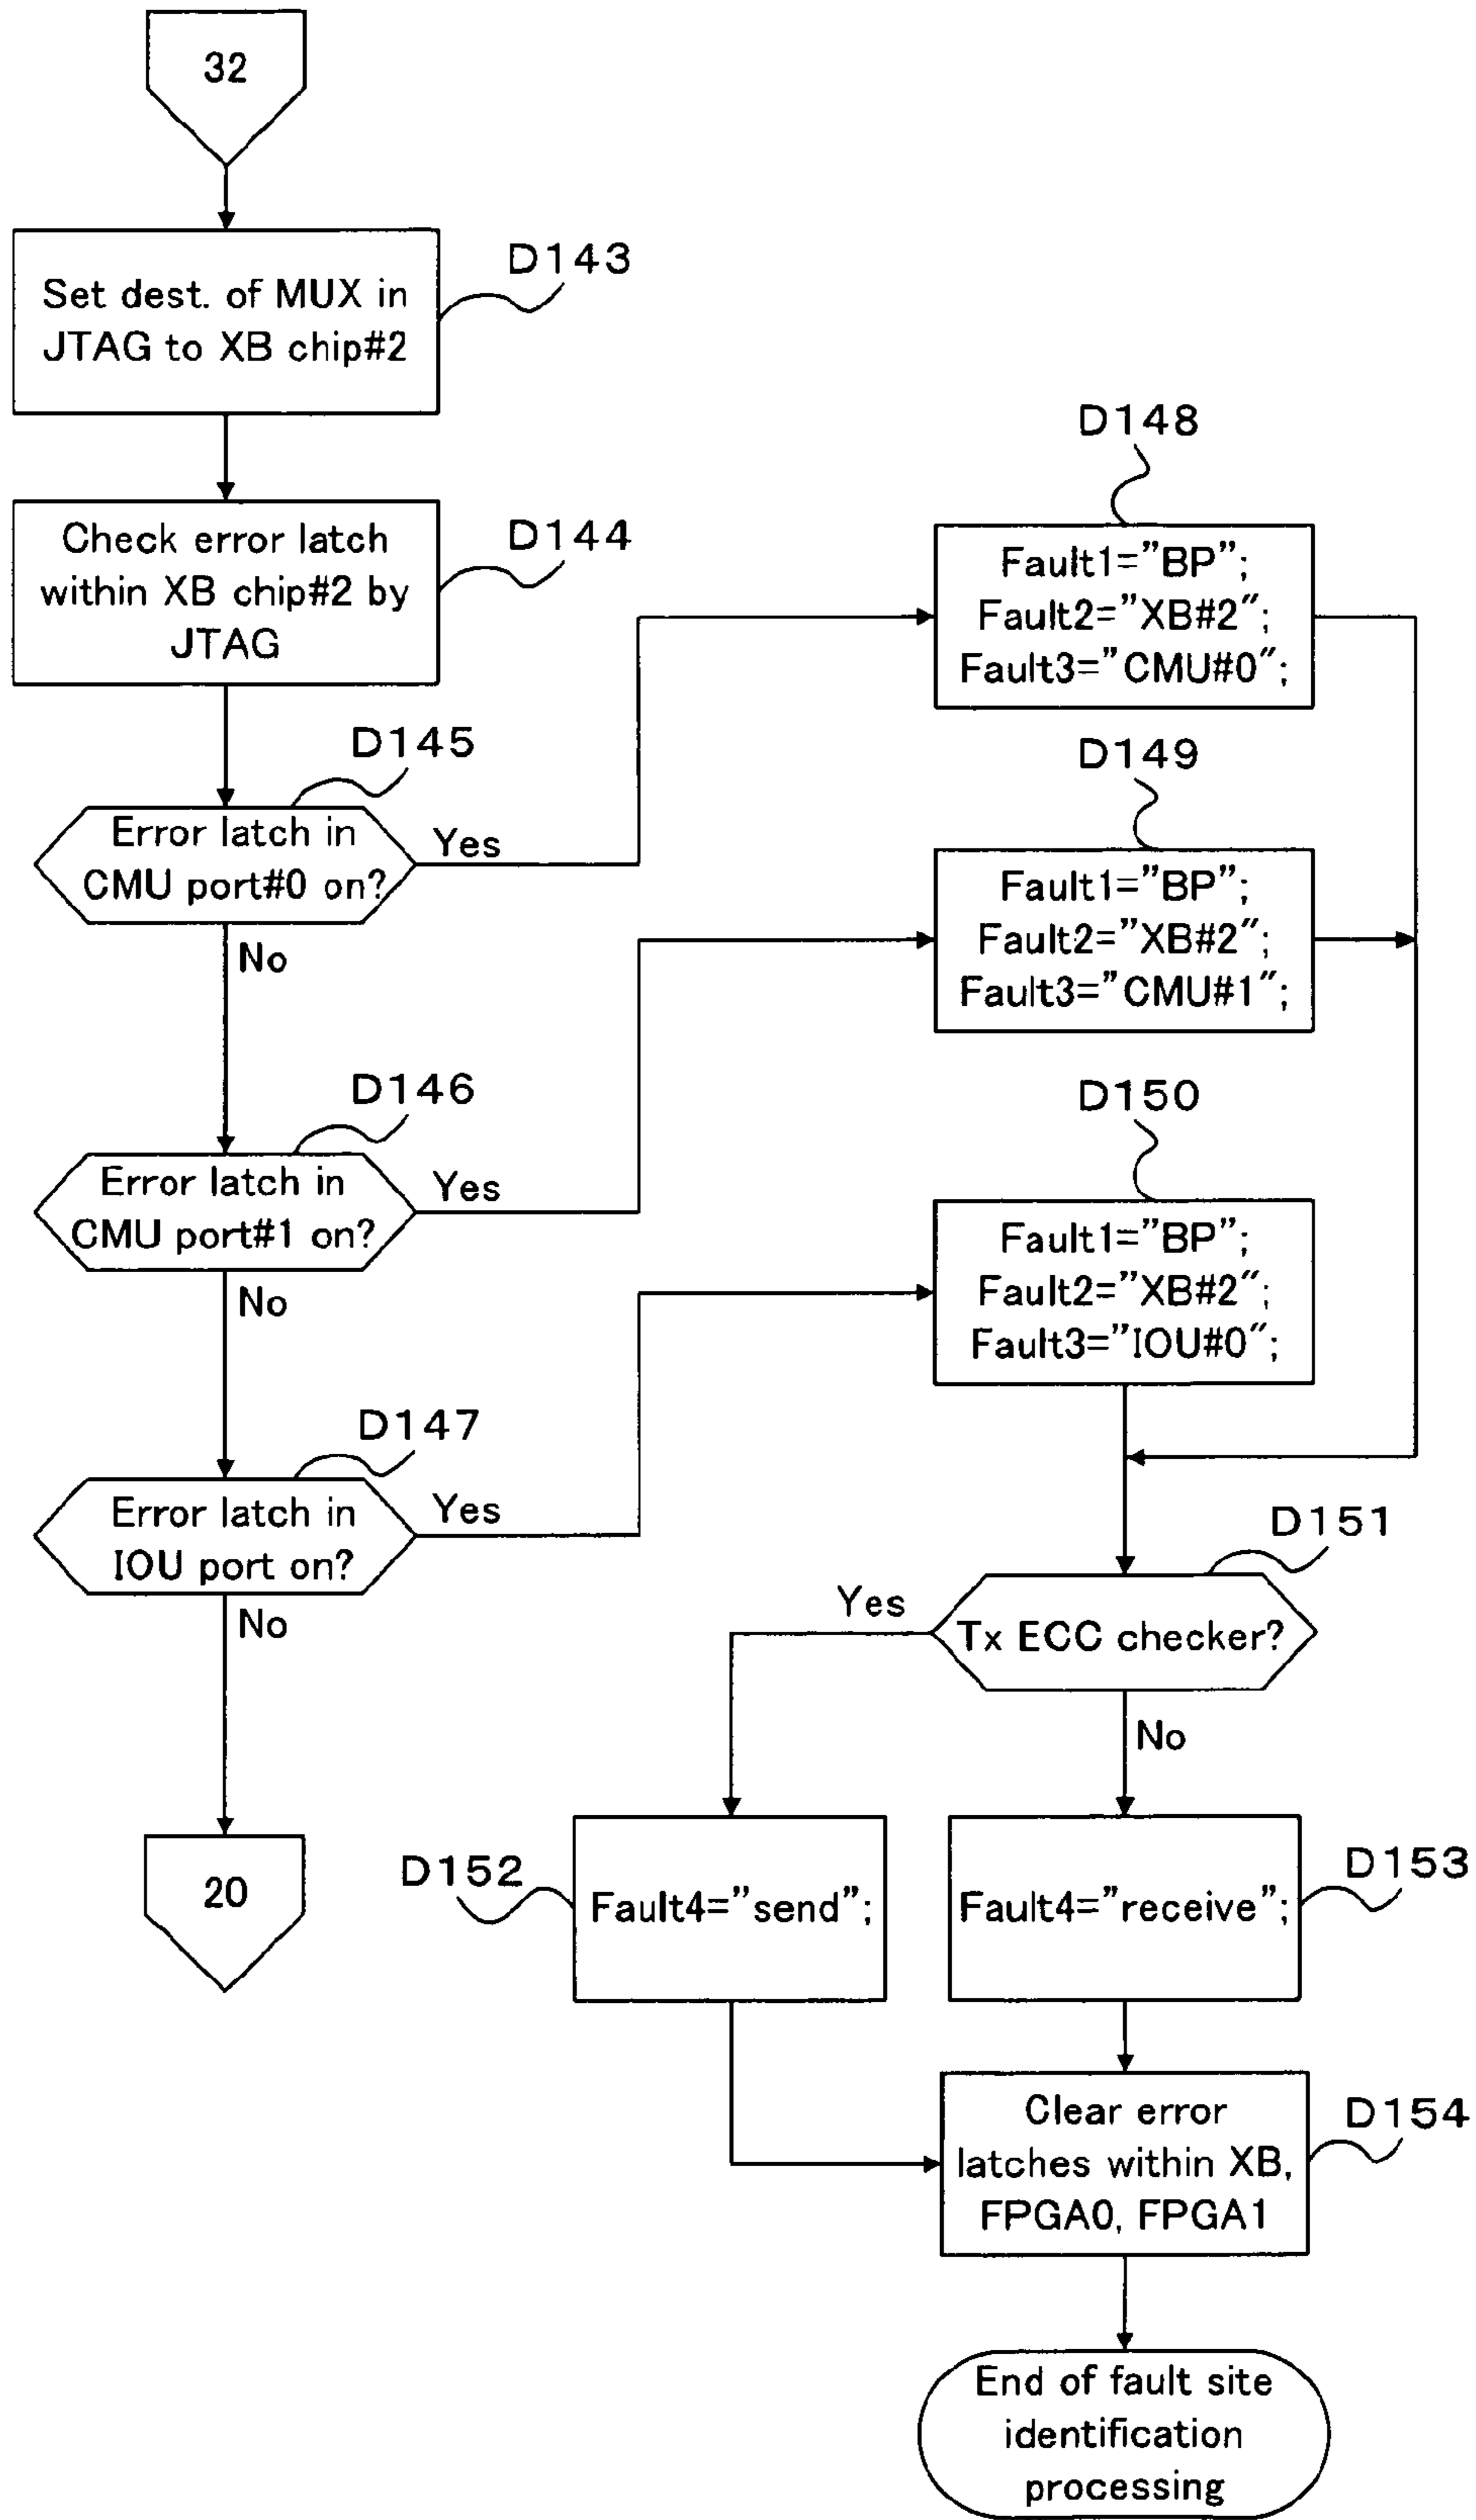 32
Set dest. of MUX in
JTAG to XB chip#2
D143
Check error latch
within XB chip#2 by
JTAG
D144
D145
Error latch in
CMU port#0 on?
Yes
No
D146
Error latch in
CMU port#1 on?
Yes
No
D147
Error latch in
IOU port on?
Yes
No
20
D148
Fault1="BP";
Fault2="XB#2";
Fault3="CMU#0";
D149
Fault1="BP";
Fault2="XB#2";
Fault3="CMU#1";
D150
Fault1="BP";
Fault2="XB#2";
Fault3="IOU#0";
D151
Tx ECC checker?
Yes
No
D152
Fault4="send";
Fault4="receive";
D153
Clear error
latches within XB,
FPGA0, FPGA1
D154
End of fault site
identification
processing